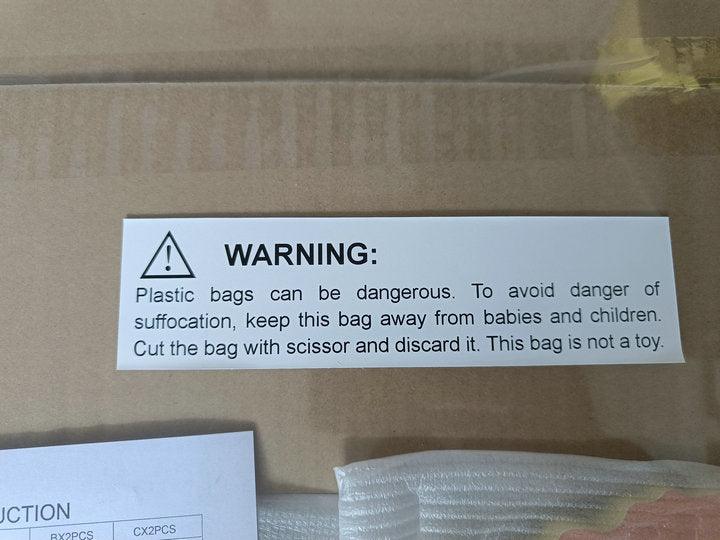 WARNING:
Plastic bags can be dangerous. To avoid danger of
suffocation, keep this bag away from babies and children.
Cut the bag with scissor and discard it. This bag is not a toy.
UCTION
BX2PCS CX2PCS